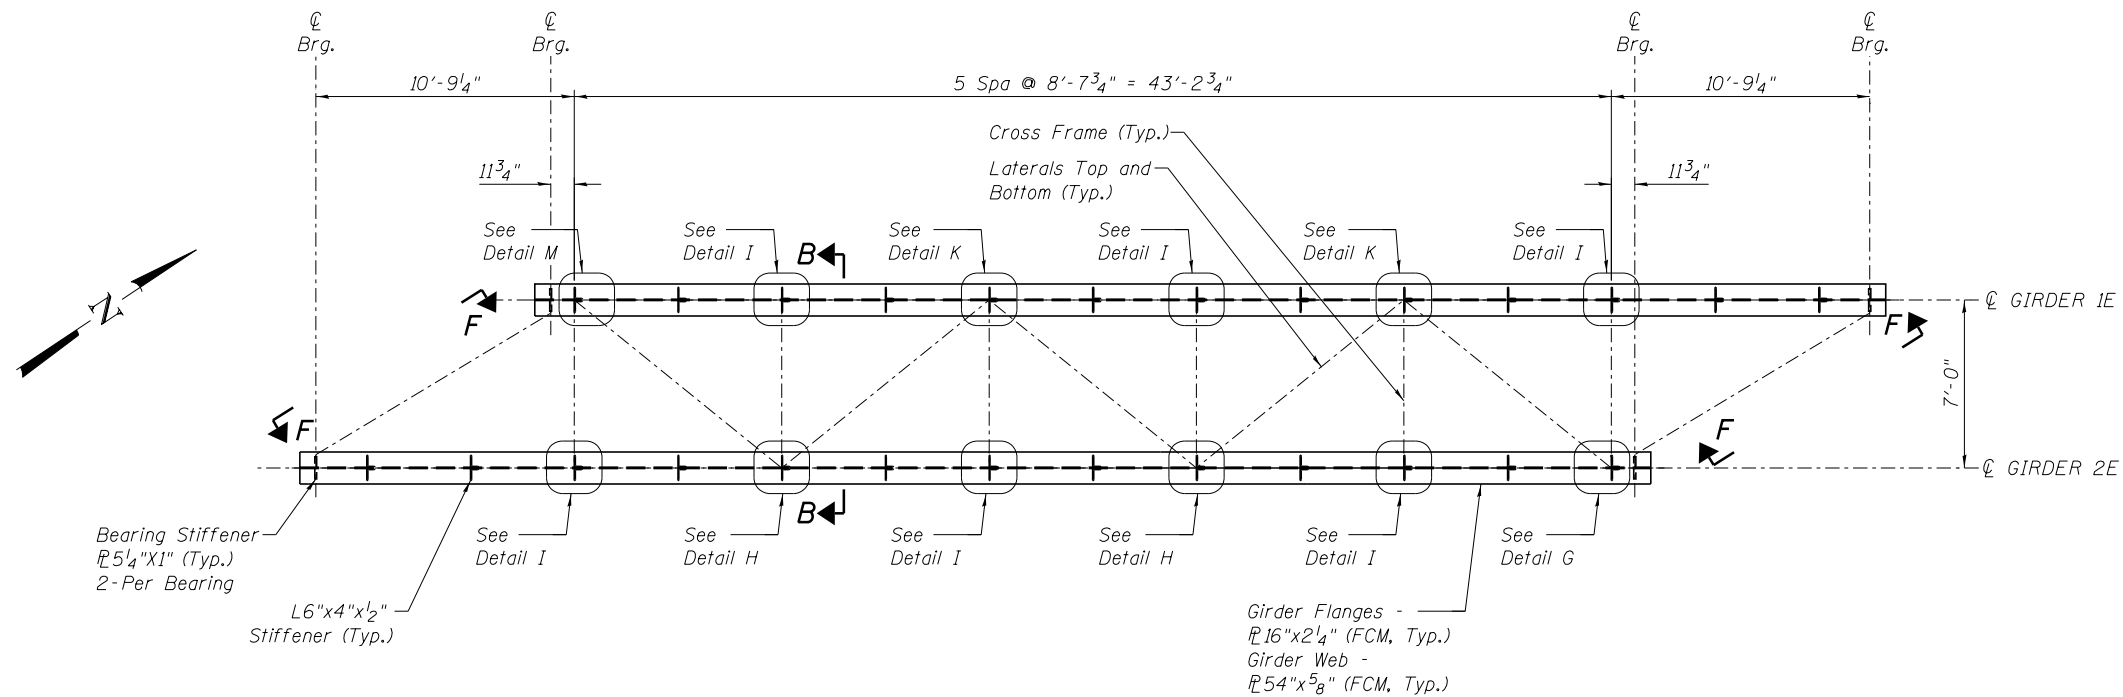 ℄
Brg.
℄
Brg.
℄
Brg.
℄
Brg.
10'-9¼"
5 Spa @ 8'-7¾" = 43'-2¾"
10'-9¼"
Cross Frame (Typ.)
Laterals Top and
Bottom (Typ.)
11¾"
11¾"
See
Detail M
See
Detail I
B
See
Detail K
See
Detail I
See
Detail K
See
Detail I
N
F
℄ GIRDER 1E
F
7'-0"
F
F
℄ GIRDER 2E
B
Bearing Stiffener
PL 5¼"X1" (Typ.)
2-Per Bearing
See
Detail I
See
Detail H
See
Detail I
See
Detail H
See
Detail I
See
Detail G
L6"x4"x½"
Stiffener (Typ.)
Girder Flanges -
PL 16"x2¼" (FCM, Typ.)
Girder Web -
PL 54"x⅝" (FCM, Typ.)